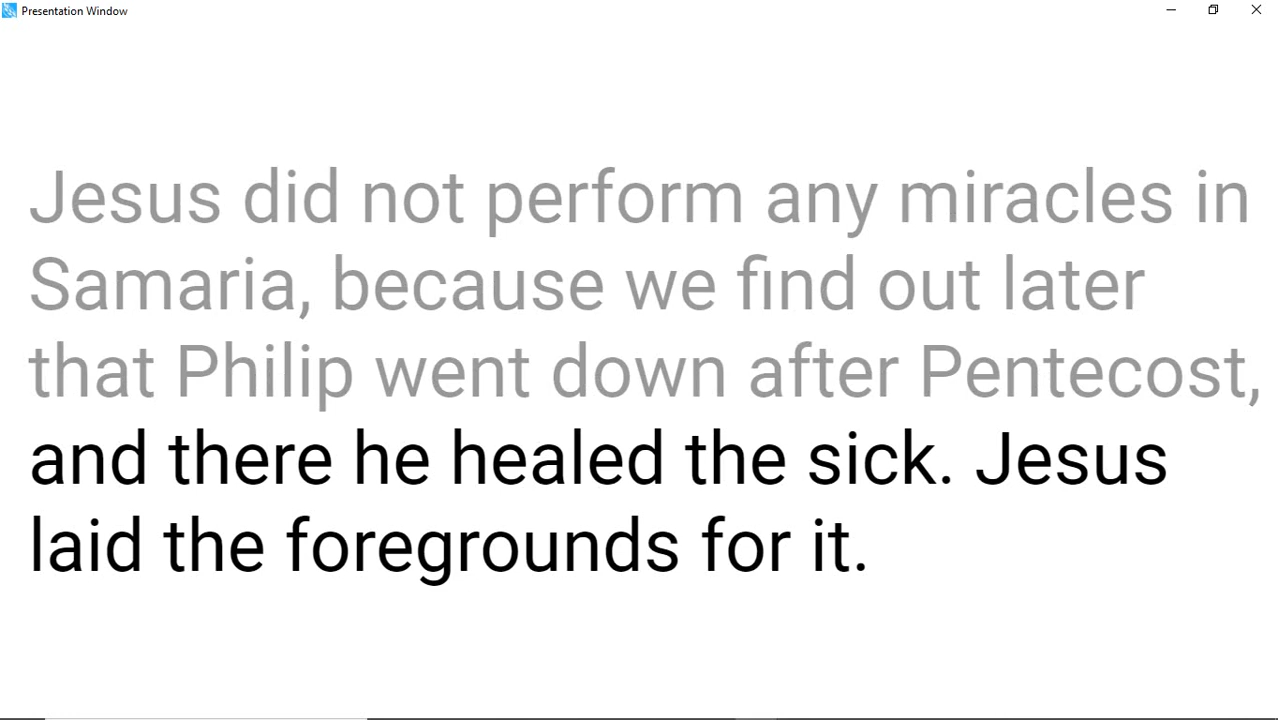 Presentation Window
Jesus did not perform any miracles in
Samaria, because we find out later
that Philip went down after Pentecost,
and there he healed the sick. Jesus
laid the foregrounds for it.